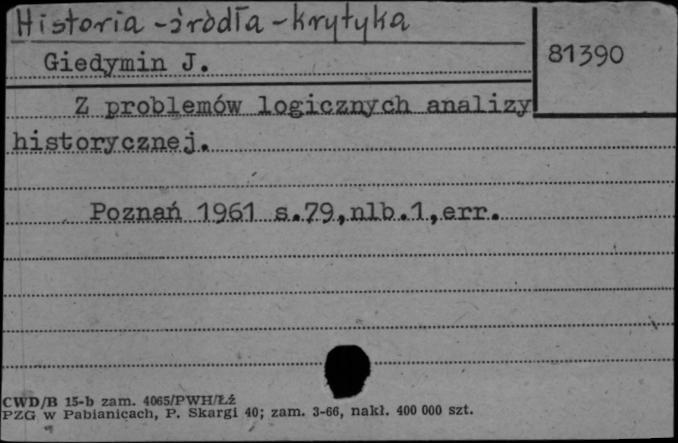 Historia - źródła - krytyka
81390
Giedymin J.
Z problemów logicznych analizy
historycznej.
Poznań 1961 s.79,nlb.1,err.
CWD/B 15-b zam. 4065/PWH/Łź
PZG w Pabianicach, P. Skargi 40; zam. 3-66, nakł. 400 000 szt.